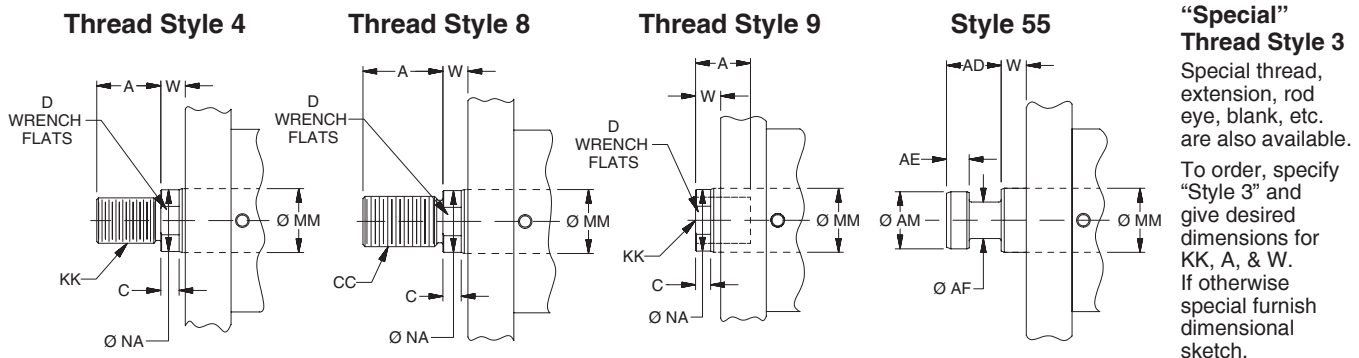 Thread Style 4
A
W
D
WRENCH
FLATS
Ø MM
KK
C
Ø NA
Thread Style 8
A
W
D
WRENCH
FLATS
Ø MM
CC
C
Ø NA
Thread Style 9
A
W
D
WRENCH
FLATS
Ø MM
KK
C
Ø NA
Style 55
AD
W
AE
Ø AM
Ø MM
Ø AF
“Special”
Thread Style 3
Special thread,
extension, rod
eye, blank, etc.
are also available.
To order, specify
“Style 3” and
give desired
dimensions for
KK, A, & W.
If otherwise
special furnish
dimensional
sketch.